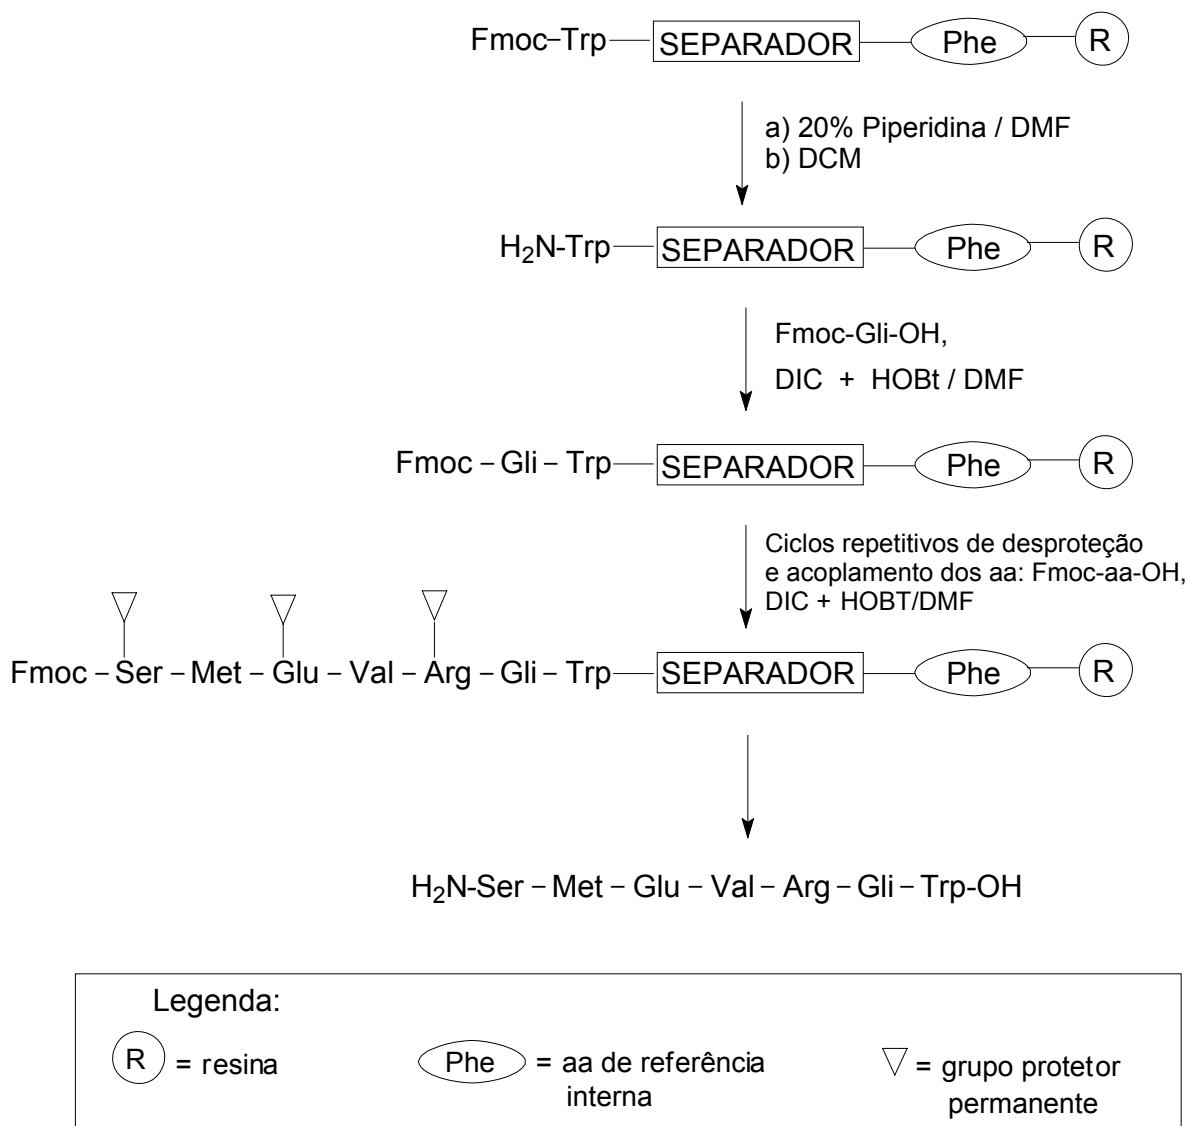 Fmoc–Trp SEPARADOR Phe R
a) 20% Piperidina / DMF
b) DCM
H₂N-Trp SEPARADOR Phe R
Fmoc-Gli-OH,
DIC + HOBt / DMF
Fmoc – Gli – Trp SEPARADOR Phe R
Ciclos repetitivos de desproteção
e acoplamento dos aa: Fmoc-aa-OH,
DIC + HOBT/DMF
Fmoc – Ser – Met – Glu – Val – Arg – Gli – Trp SEPARADOR Phe R
H₂N-Ser – Met – Glu – Val – Arg – Gli – Trp-OH
Legenda:
R = resina
Phe = aa de referência
interna
= grupo protetor
permanente